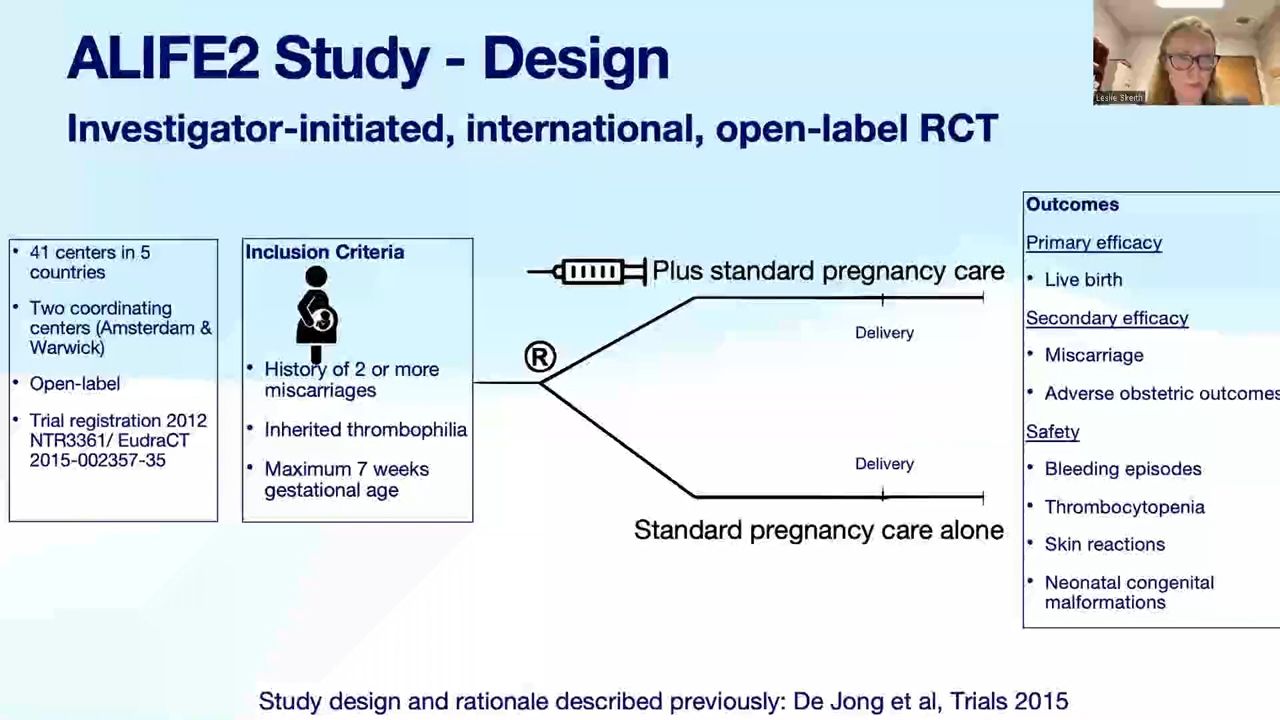 ALIFE2 Study - Design
Investigator-initiated, international, open-label RCT
Leslie Skeith
• 41 centers in 5
countries
• Two coordinating
centers (Amsterdam &
Warwick)
• Open-label
• Trial registration 2012
NTR3361/ EudraCT
2015-002357-35
Inclusion Criteria
• History of 2 or more
miscarriages
• Inherited thrombophilia
• Maximum 7 weeks
gestational age
Plus standard pregnancy care
Delivery
R
Delivery
Standard pregnancy care alone
Outcomes
Primary efficacy
• Live birth
Secondary efficacy
• Miscarriage
• Adverse obstetric outcomes
Safety
• Bleeding episodes
• Thrombocytopenia
• Skin reactions
• Neonatal congenital
malformations
Study design and rationale described previously: De Jong et al, Trials 2015